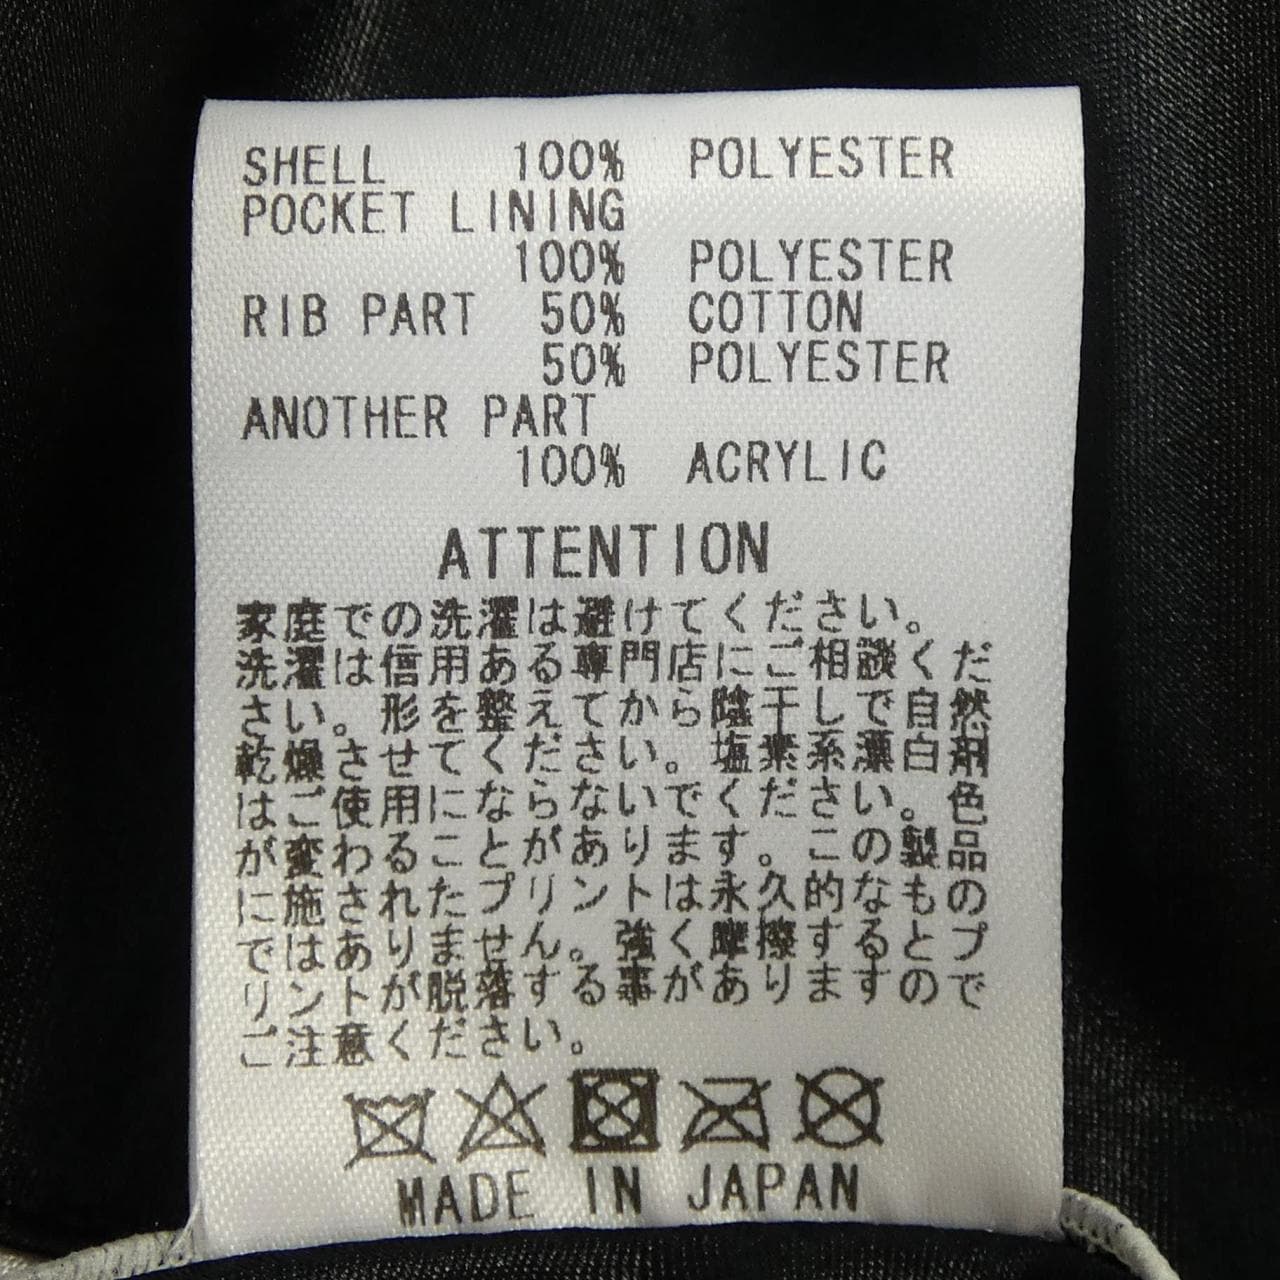 SHELL 100% POLYESTER
POCKET LINING
100% POLYESTER
RIB PART 50% COTTON
50% POLYESTER
ANOTHER PART
100% ACRYLIC
ATTENTION
家庭での洗濯は避けてください。
洗濯は信用ある専門店にご相談くだ
さい。形を整えてから陰干しで自然
乾燥させてください。塩素系漂白剤
はご使用にならないでください。色
が変わることがあります。この製品
に施されたプリントは永久的なもの
ではありません。強く摩擦するとプ
リントが脱落する事がありますので
ご注意ください。
MADE IN JAPAN